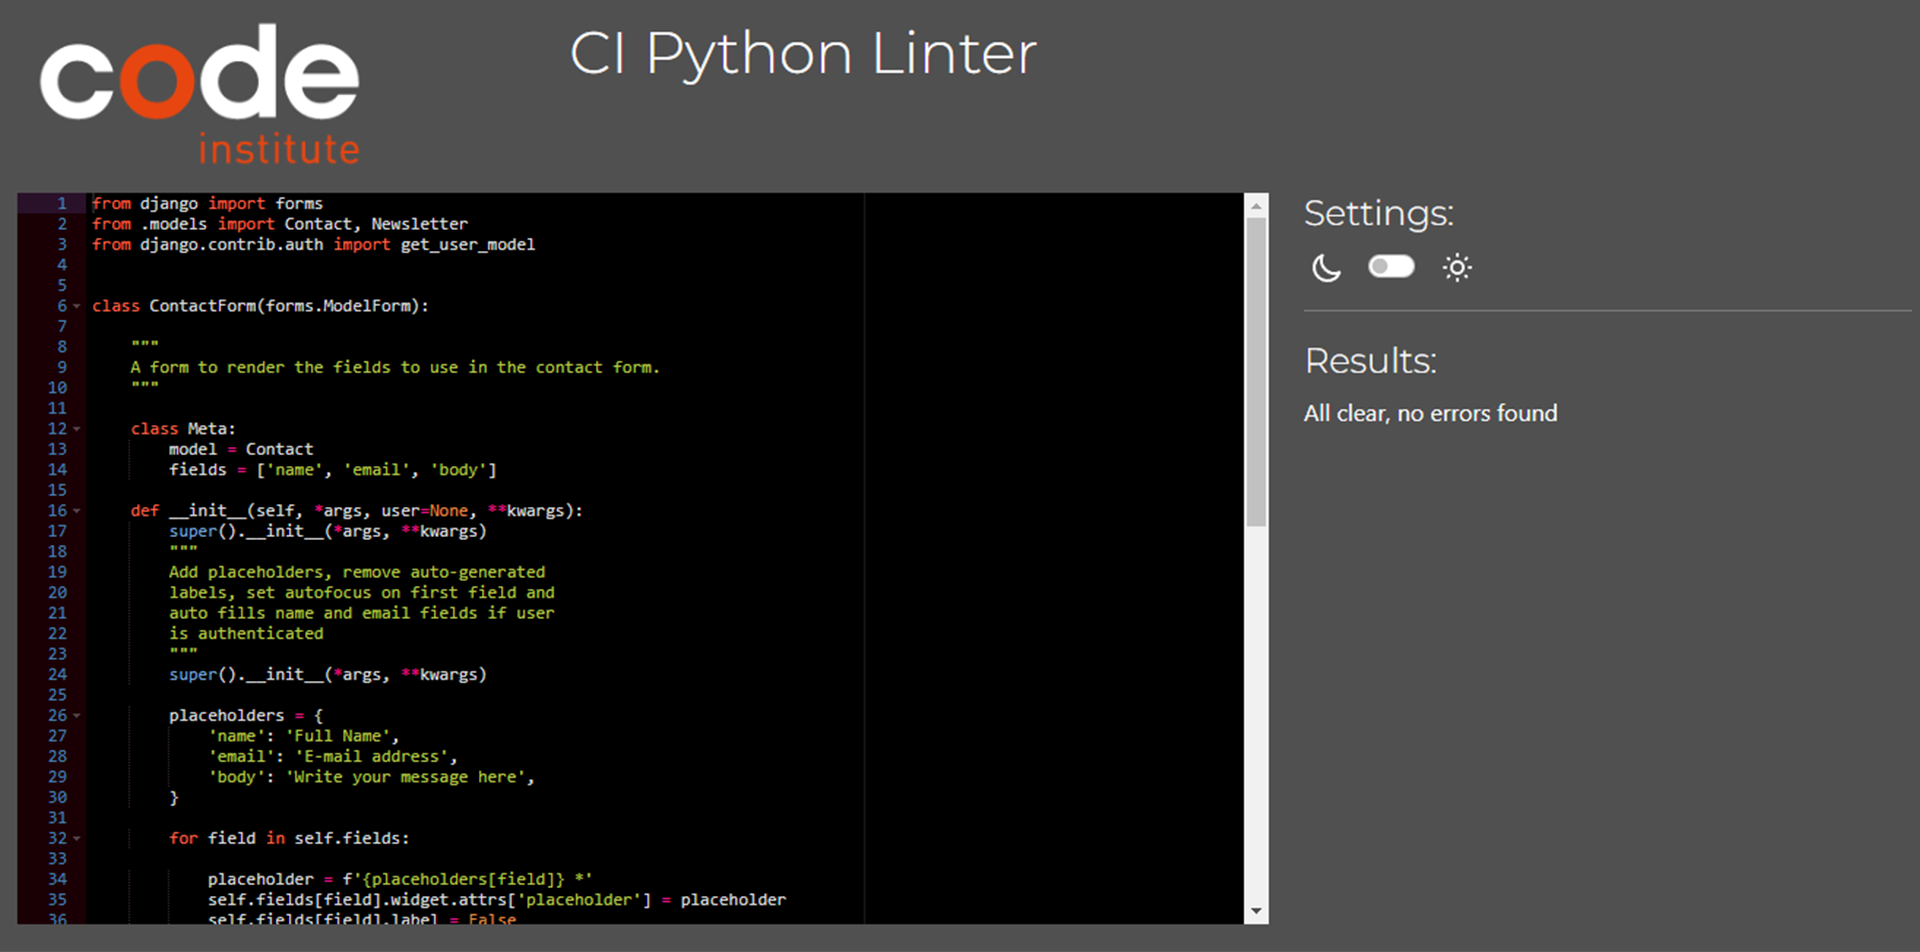 code
institute
CI Python Linter
1 from django import forms
2 from .models import Contact, Newsletter
3 from django.contrib.auth import get_user_model
4
5
6 class ContactForm(forms.ModelForm):
7
8     """
9     A form to render the fields to use in the contact form.
10     """
11
12     class Meta:
13         model = Contact
14         fields = ['name', 'email', 'body']
15
16     def __init__(self, *args, user=None, **kwargs):
17         super().__init__(*args, **kwargs)
18         """
19         Add placeholders, remove auto-generated
20         labels, set autofocus on first field and
21         auto fills name and email fields if user
22         is authenticated
23         """
24         super().__init__(*args, **kwargs)
25
26         placeholders = {
27             'name': 'Full Name',
28             'email': 'E-mail address',
29             'body': 'Write your message here',
30         }
31
32         for field in self.fields:
33
34             placeholder = f'{placeholders[field]} *'
35             self.fields[field].widget.attrs['placeholder'] = placeholder
36             self.fields[field].label = False
Settings:
Results:
All clear, no errors found